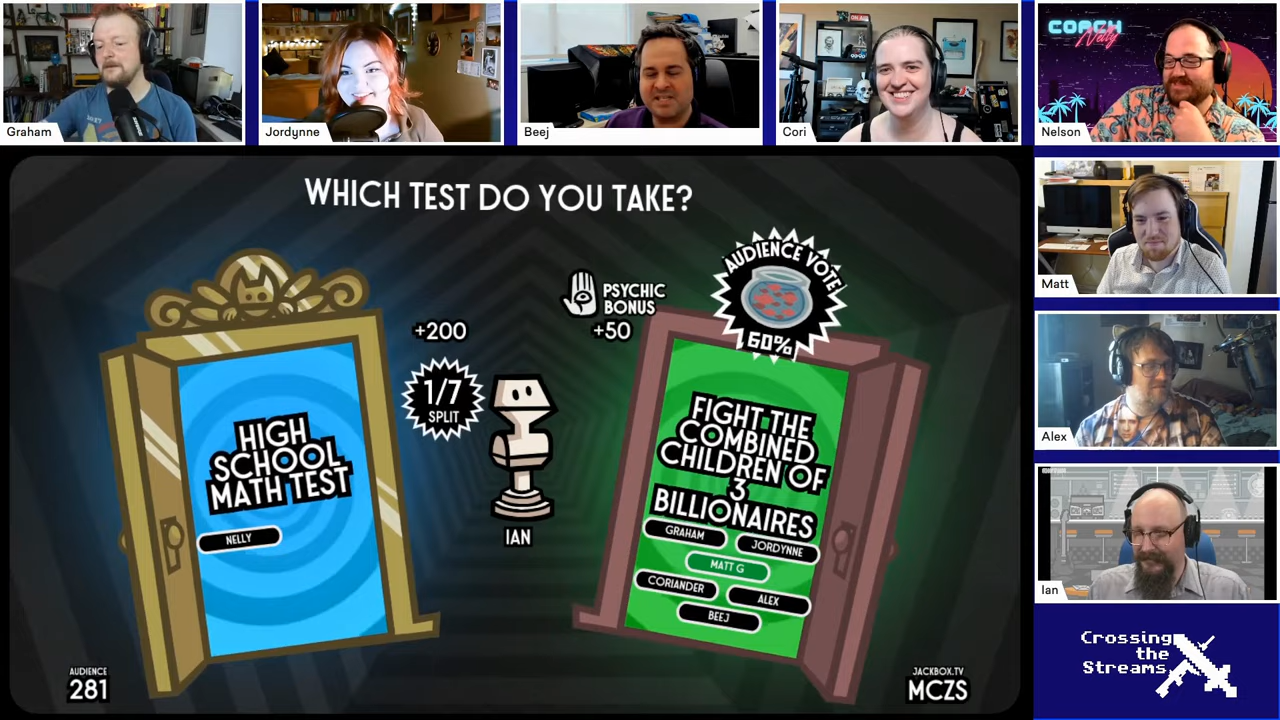 COACH
Nelly
Graham
Jordynne
Beej
Cori
Nelson
WHICH TEST DO YOU TAKE?
AUDIENCE VOTE
60%
PSYCHIC
BONUS
+50
+200
1/7
SPLIT
HIGH
SCHOOL
MATH TEST
NELLY
IAN
FIGHT THE
COMBINED
CHILDREN OF
3
BILLIONAIRES
GRAHAM
JORDYNNE
MATT G
CORIANDER
ALEX
BEEJ
Matt
Alex
Ian
AUDIENCE
281
JACKBOX.TV
MCZS
Crossing
the
Streams